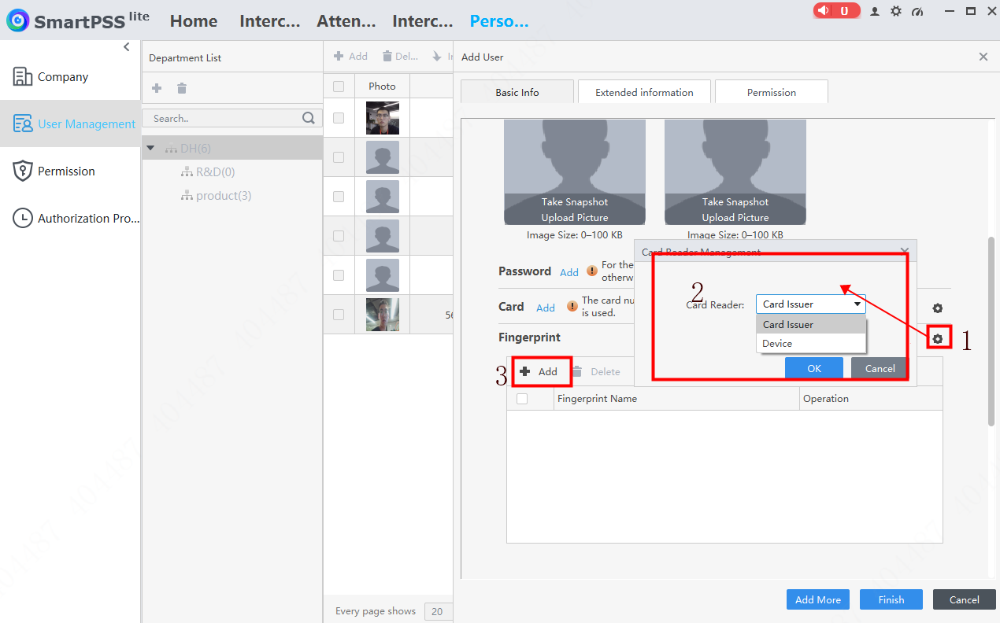 SmartPSS lite
Home Interc... Atten... Interc... Perso...
Company
User Management
Permission
Authorization Pro...
Department List
Search..
DH(6)
R&D(0)
product(3)
Add Del...
Photo
56
Every page shows 20
Add User
Basic Info Extended information Permission
Take Snapshot
Upload Picture
Image Size: 0–100 KB
Take Snapshot
Upload Picture
Image Size: 0–100 KB
Password Add For the
otherw
Card Add The card nu
is used.
Fingerprint
Card Reader Management
2
Card Reader: Card Issuer
Card Issuer
Device
OK Cancel
1
3
Add Delete
Fingerprint Name Operation
Add More Finish Cancel
404487